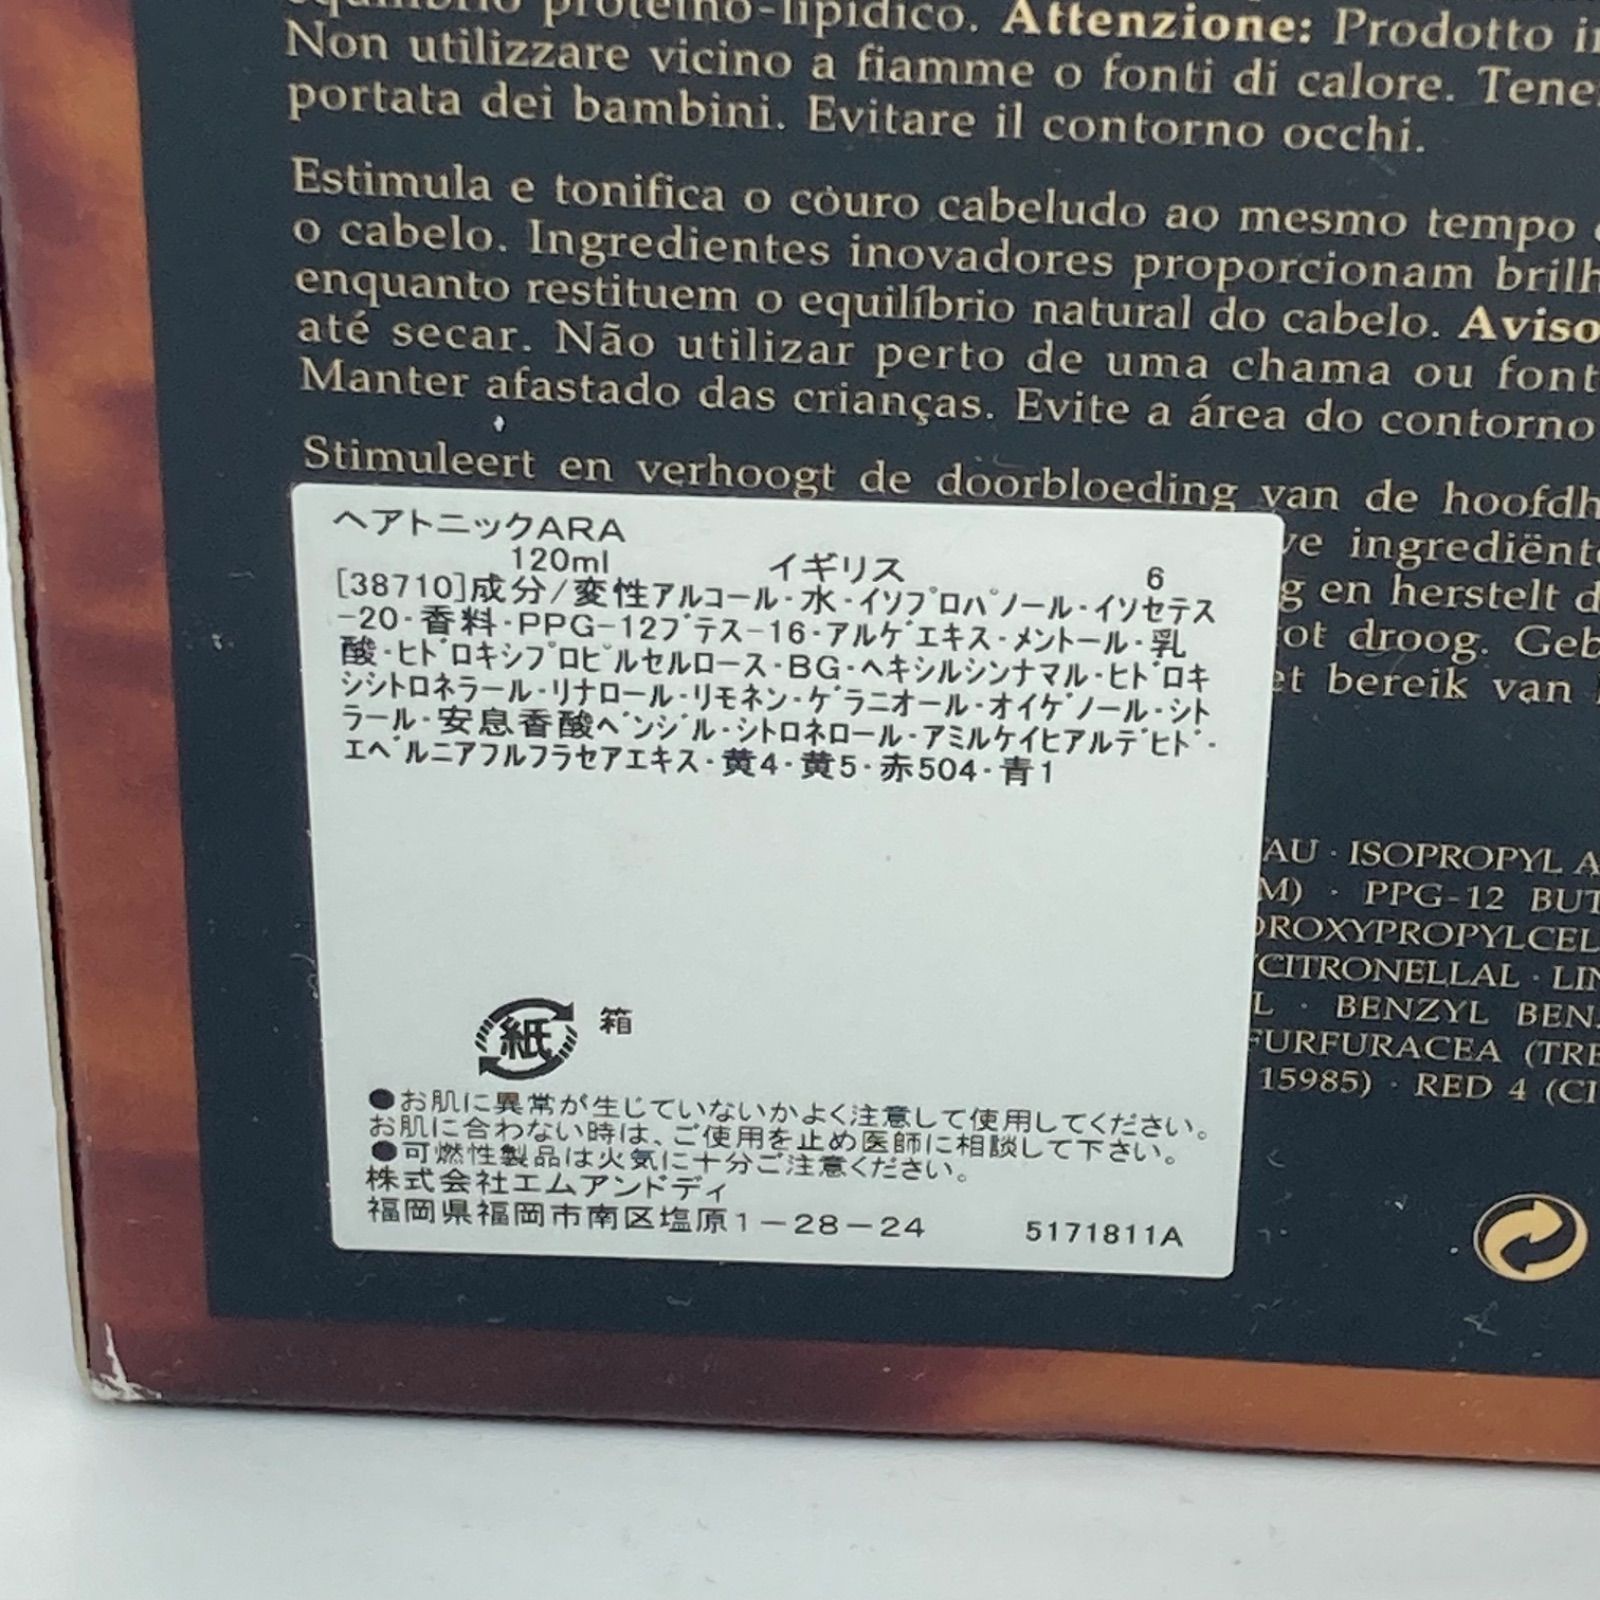 equilibrio proteino-lipidico. Attenzione: Prodotto
Non utilizzare vicino a fiamme o fonti di calore.
portata dei bambini. Evitare il contorno occhi.
Estimula e tonifica o couro cabeludo ao mesmo tempo
o cabelo. Ingredientes inovadores proporcionam
enquanto restituem o equilíbrio natural do cabelo. Aviso
até secar. Não utilizar perto de uma chama ou
Manter afastado das crianças. Evite a área do contorno
Stimuleert en verhoogt de doorbloeding van de
ヘアトニックARA
120ml イギリス 6
[38710]成分/変性アルコール・水・イソプロパノール・イソセテス
-20・香料・PPG-12ブテス-16・アルゲエキス・メントール・乳
酸・ヒドロキシプロピルセルロース・BG・ヘキシルシンナマル・ヒドロキ
シシトロネラール・リナロール・リモネン・ゲラニオール・オイゲノール・シト
ラール・安息香酸ベンジル・シトロネロール・アミルケイヒアルデヒド・
エベルニアフルフラセアエキス・黄4・黄5・赤504・青1
紙 箱
●お肌に異常が生じていないかよく注意して使用してください。
お肌に合わない時は、ご使用を止め医師に相談して下さい。
●可燃性製品は火気に十分ご注意ください。
株式会社エムアンドディ
福岡県福岡市南区塩原1-28-24 5171811A
en herstelt
droog.
bereik van
ISOPROPYL
PPG-12
CITRONELLAL ·
BENZYL
FURFURACEA
15985) · RED 4